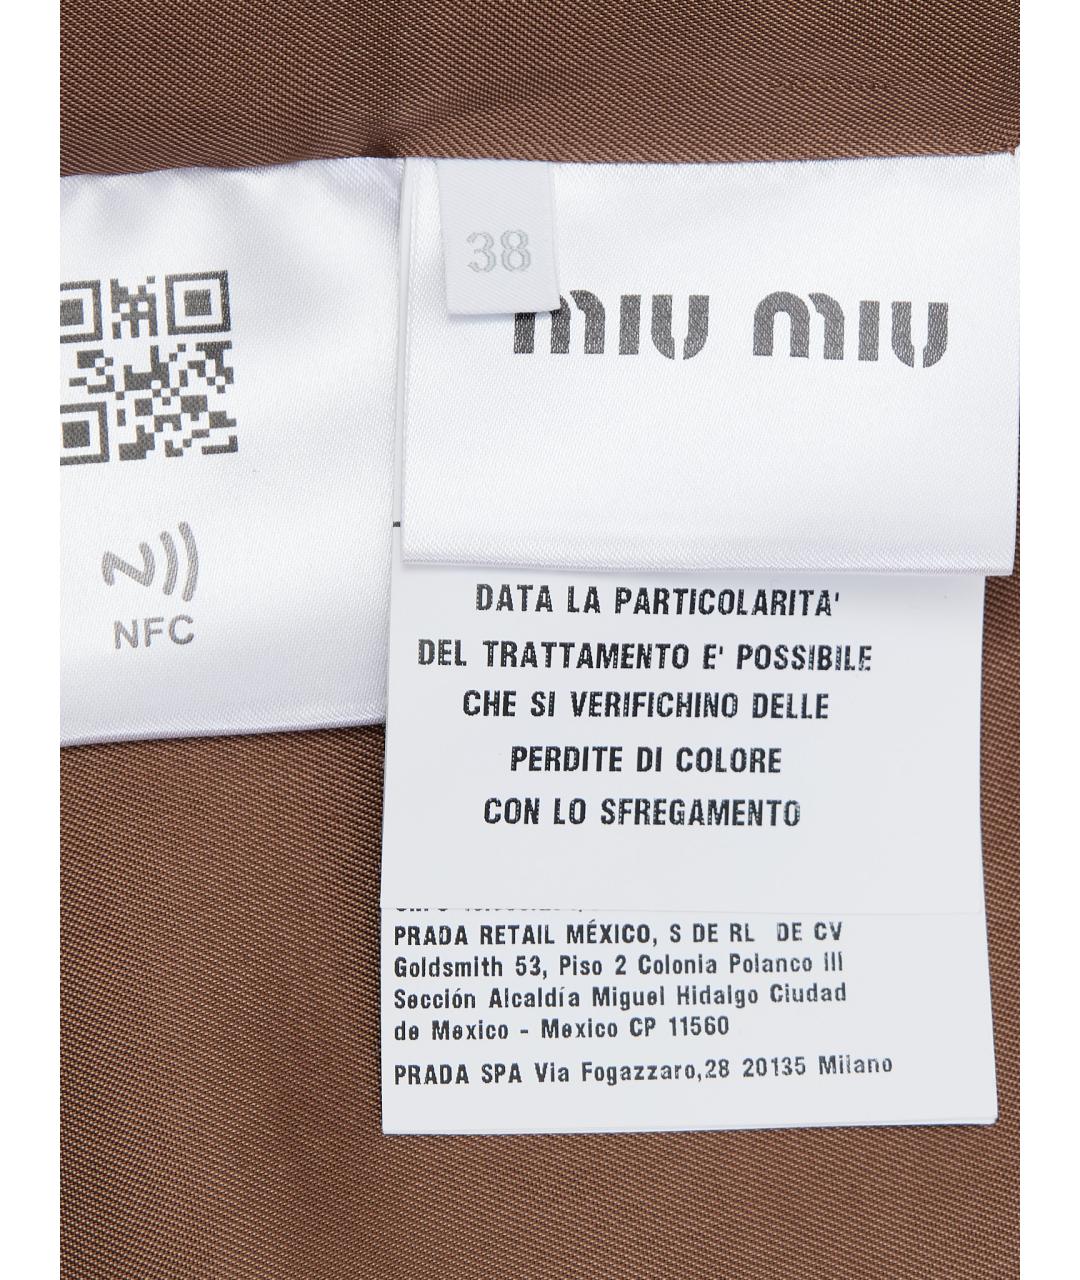 38
MIU MIU
NFC
DATA LA PARTICOLARITA'
DEL TRATTAMENTO E' POSSIBILE
CHE SI VERIFICHINO DELLE
PERDITE DI COLORE
CON LO SFREGAMENTO
PRADA RETAIL MÉXICO, S DE RL DE CV
Goldsmith 53, Piso 2 Colonia Polanco III
Sección Alcaldía Miguel Hidalgo Ciudad
de Mexico - Mexico CP 11560
PRADA SPA Via Fogazzaro,28 20135 Milano